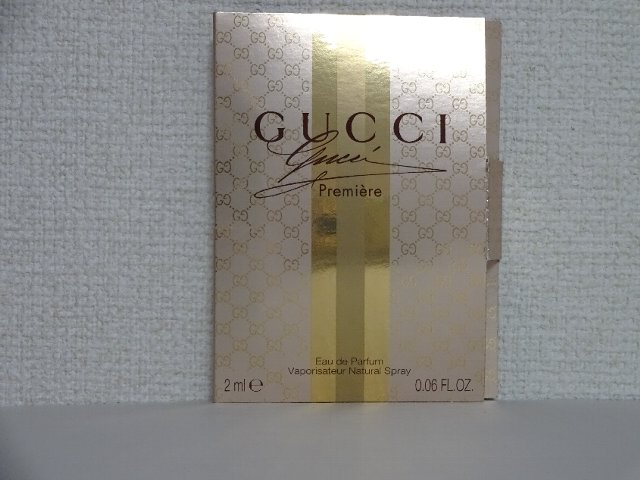 GUCCI
Gucci
Première
Eau de Parfum
Vaporisateur Natural Spray
2 ml ℮ 0.06 FL.OZ.